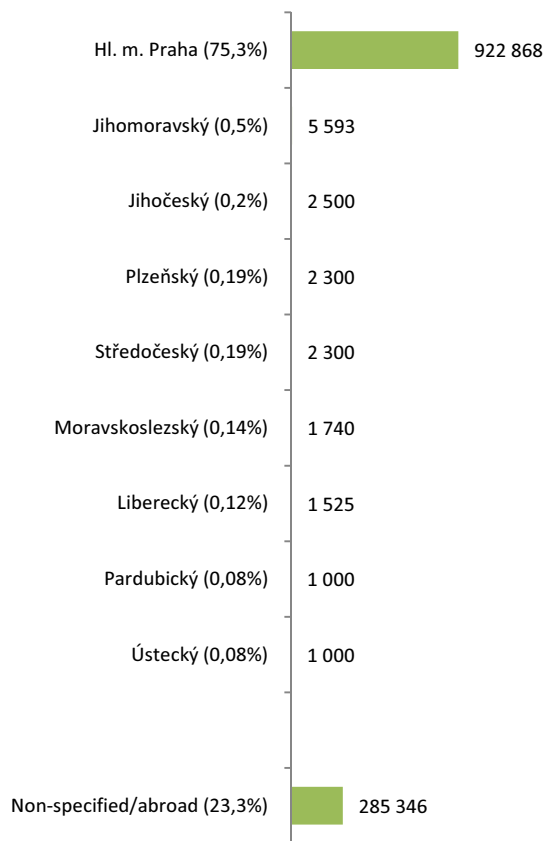 Hl. m. Praha (75,3%) 922 868
Jihomoravský (0,5%) 5 593
Jihočeský (0,2%) 2 500
Plzeňský (0,19%) 2 300
Středočeský (0,19%) 2 300
Moravskoslezský (0,14%) 1 740
Liberecký (0,12%) 1 525
Pardubický (0,08%) 1 000
Ústecký (0,08%) 1 000
Non-specified/abroad (23,3%) 285 346